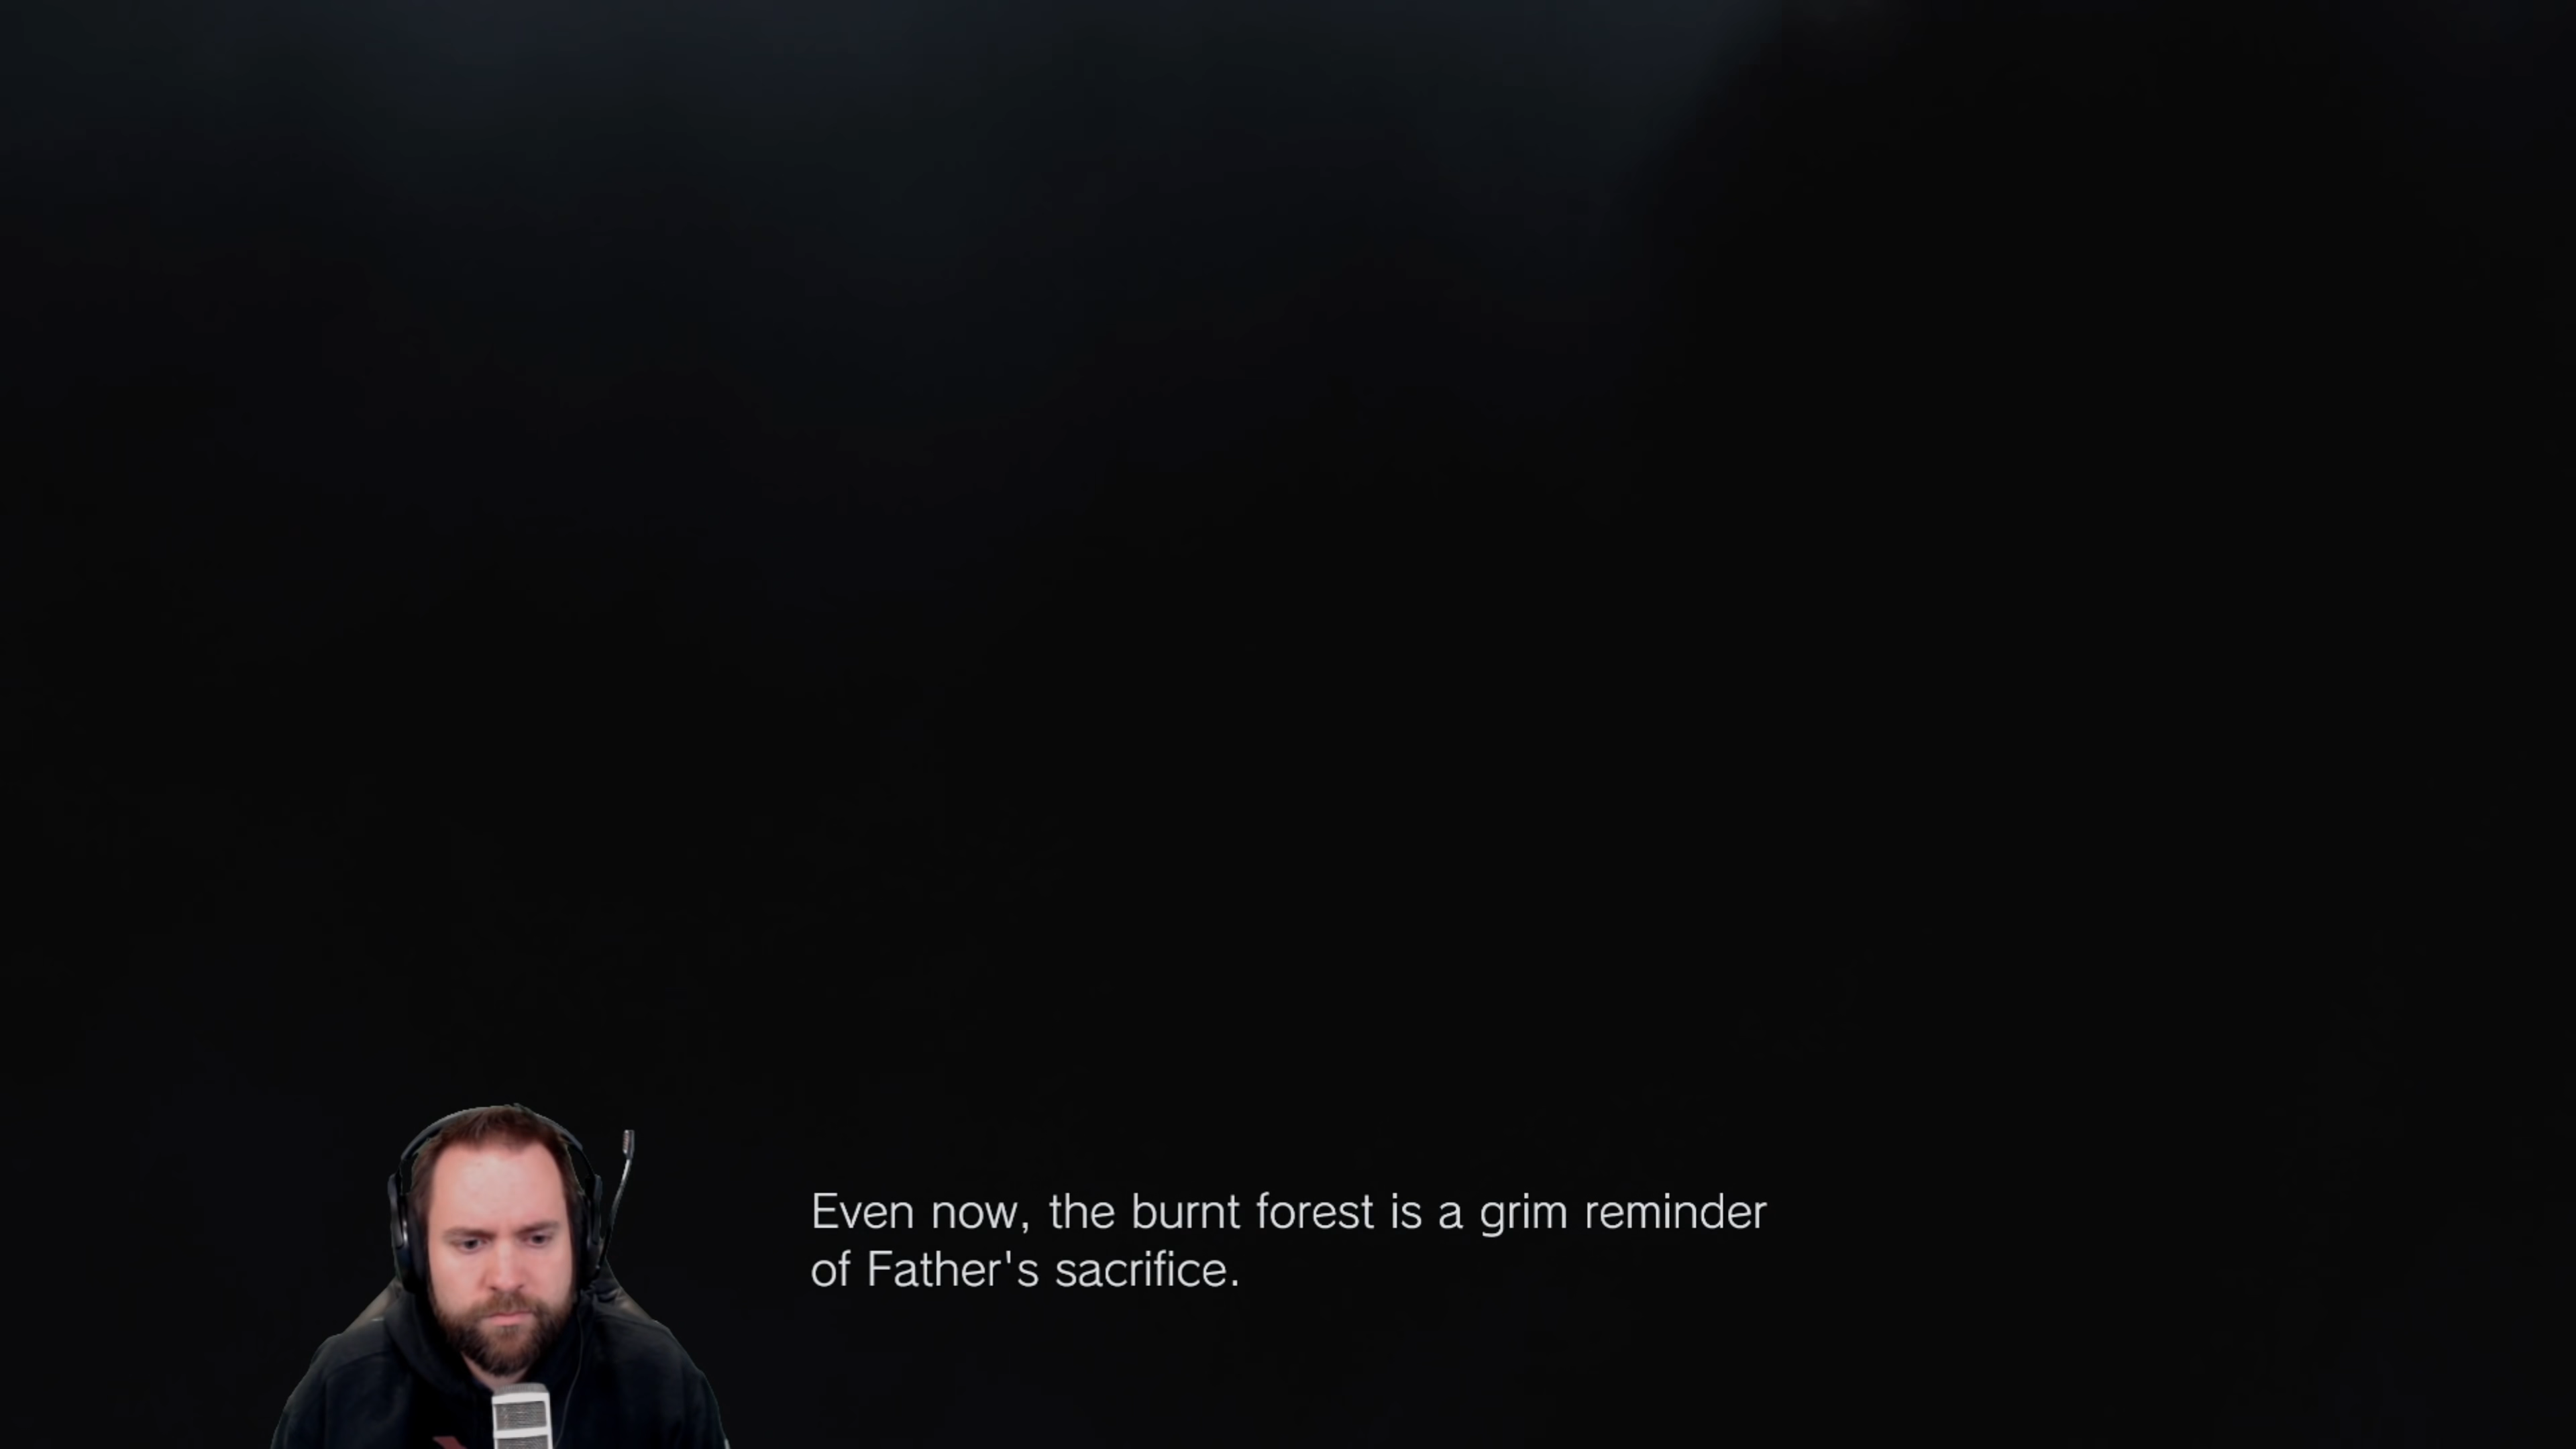 Even now, the burnt forest is a grim reminder
of Father's sacrifice.